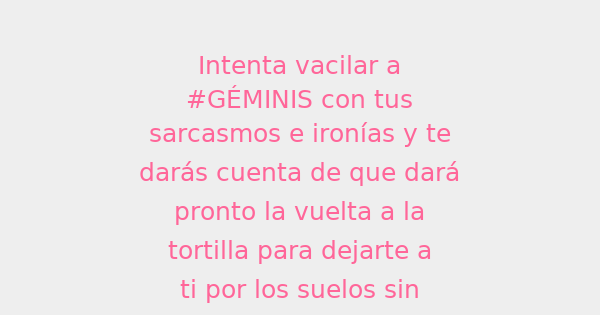 Intenta vacilar a
#GÉMINIS con tus
sarcasmos e ironías y te
darás cuenta de que dará
pronto la vuelta a la
tortilla para dejarte a
ti por los suelos sin